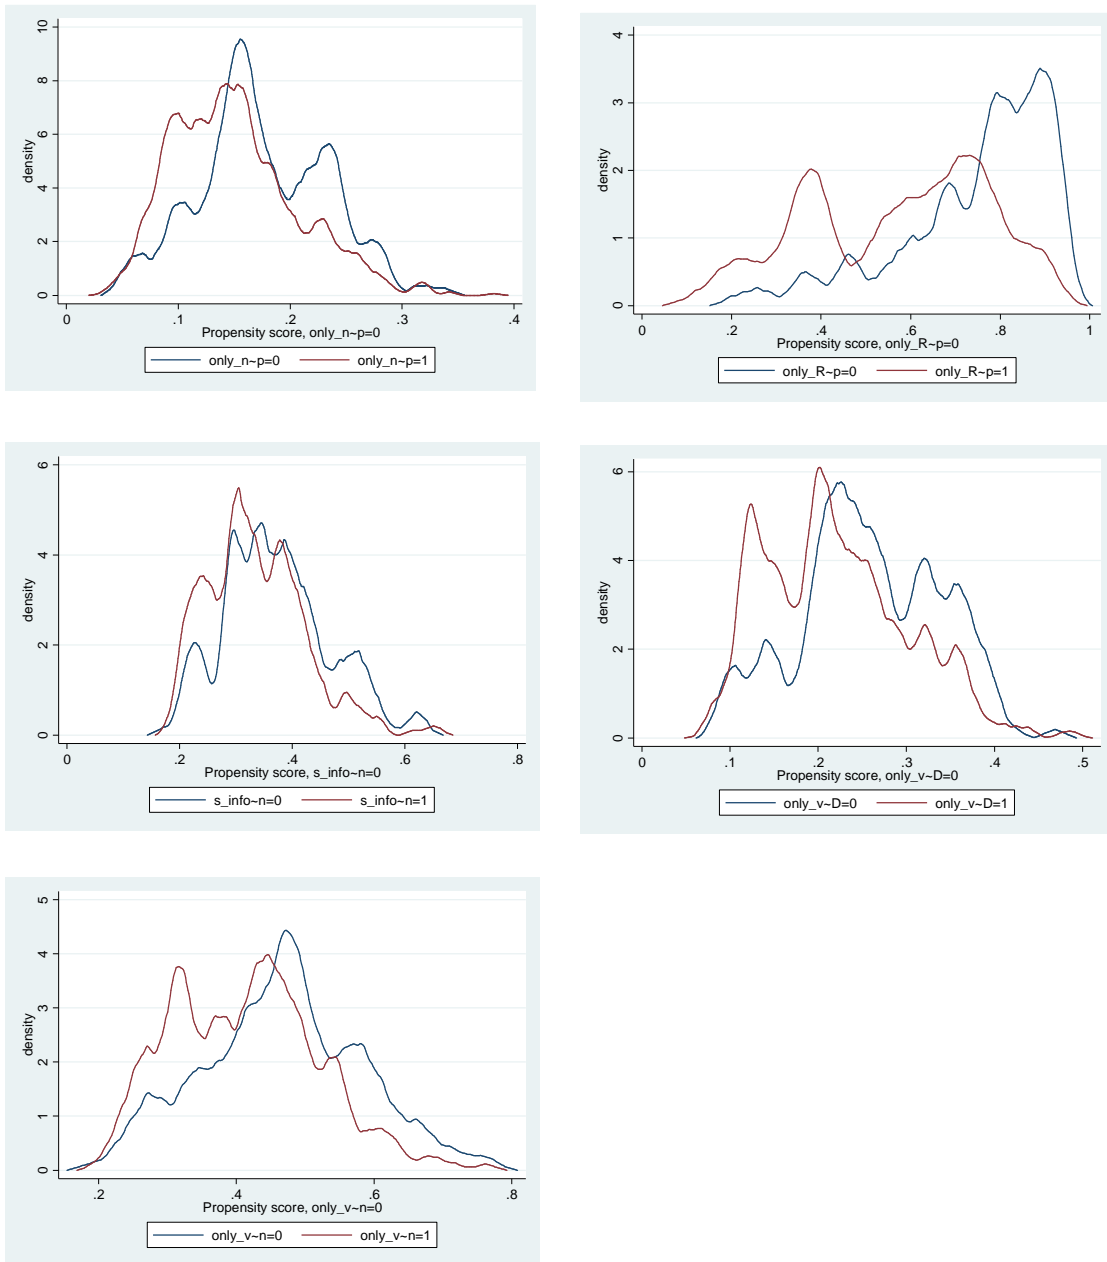 density
10
8
6
4
2
0
0
.1
.2
.3
.4
Propensity score, only_n~p=0
only_n~p=0
only_n~p=1
density
4
3
2
1
0
0
.2
.4
.6
.8
1
Propensity score, only_R~p=0
only_R~p=0
only_R~p=1
density
6
4
2
0
0
.2
.4
.6
.8
Propensity score, s_info~n=0
s_info~n=0
s_info~n=1
density
6
4
2
0
0
.1
.2
.3
.4
.5
Propensity score, only_v~D=0
only_v~D=0
only_v~D=1
density
5
4
3
2
1
0
.2
.4
.6
.8
Propensity score, only_v~n=0
only_v~n=0
only_v~n=1